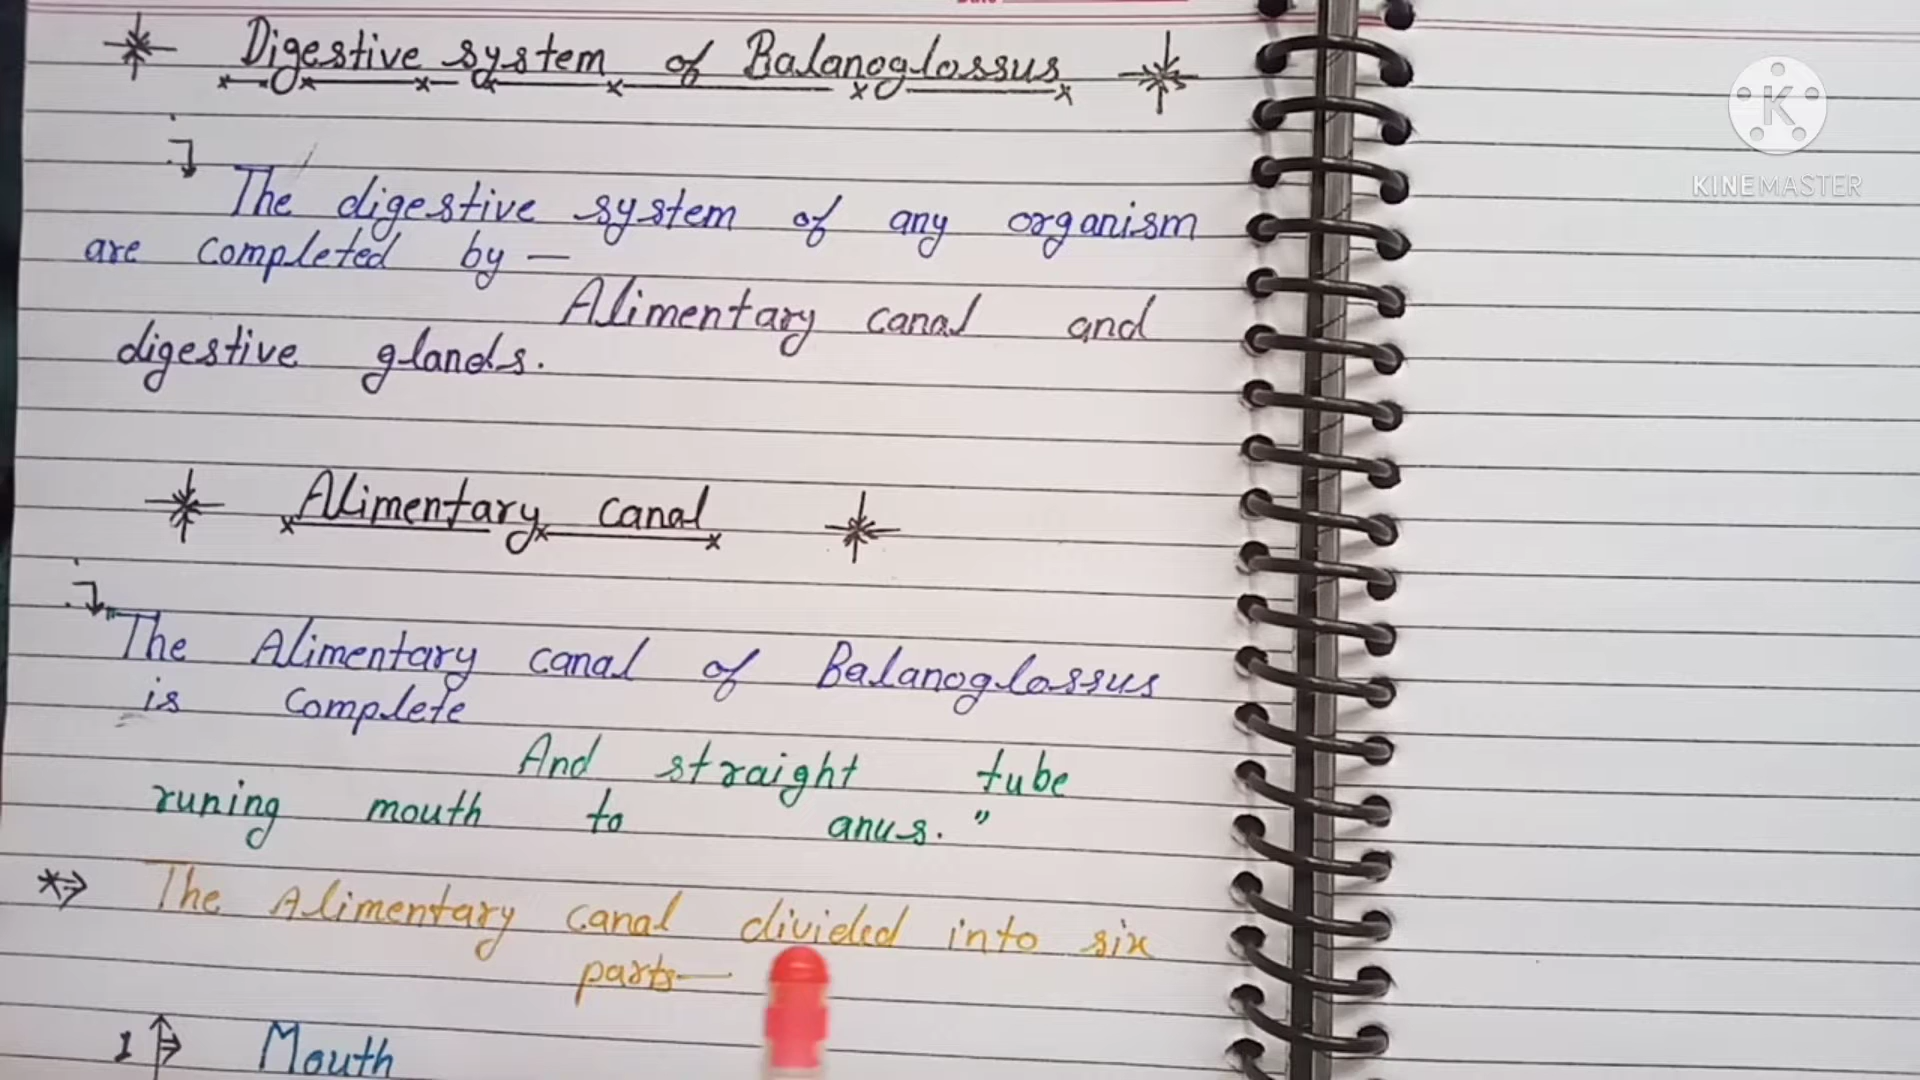 Digestive system of Balanoglossus
The digestive system of any organism
are completed by —
Alimentary canal and
digestive glands.
Alimentary canal
"The Alimentary canal of Balanoglossus
is complete
And straight tube
runing mouth to anus."
The Alimentary canal divided into six
parts—
1 Mouth
K
KINEMASTER